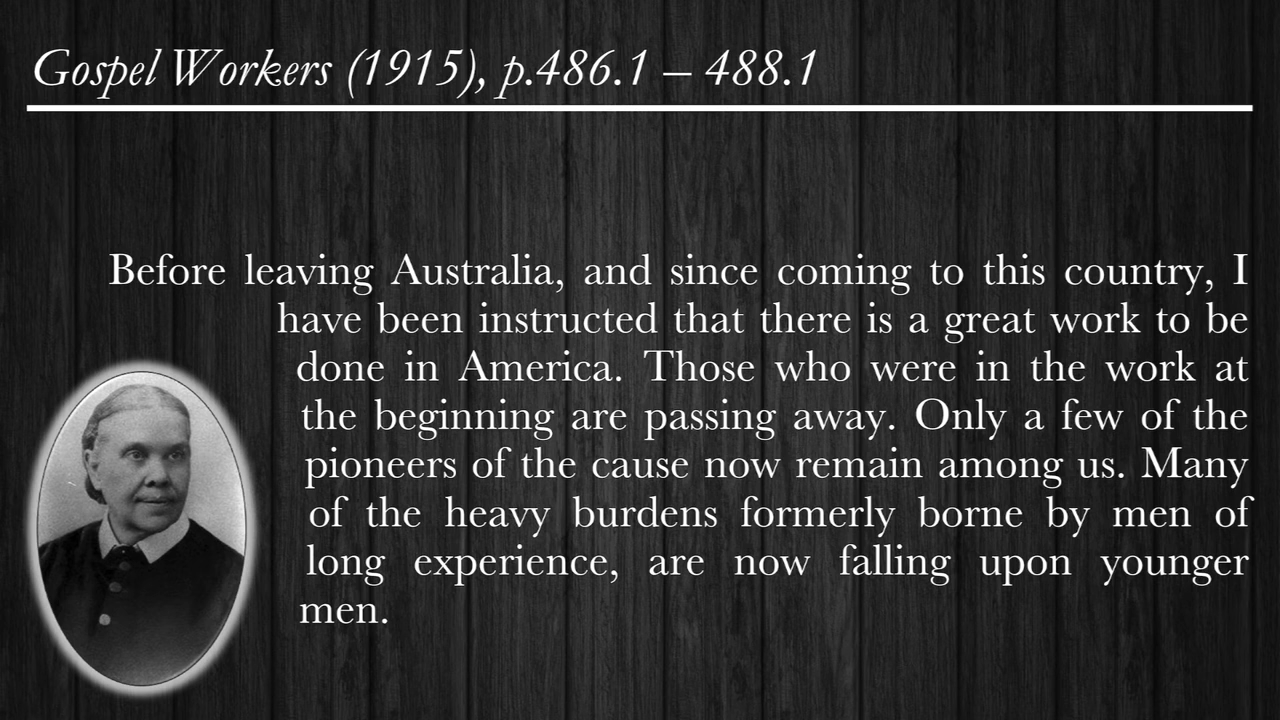 Gospel Workers (1915), p.486.1 – 488.1
Before leaving Australia, and since coming to this country, I
have been instructed that there is a great work to be
done in America. Those who were in the work at
the beginning are passing away. Only a few of the
pioneers of the cause now remain among us. Many
of the heavy burdens formerly borne by men of
long experience, are now falling upon younger
men.